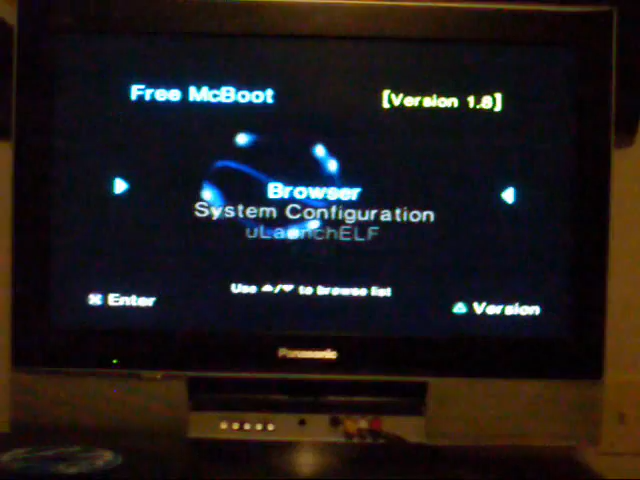 Free McBoot
[Version 1.8]
Browser
System Configuration
uLaunchELF
Use ▲/▼ to browse list
Enter
Version
Panasonic